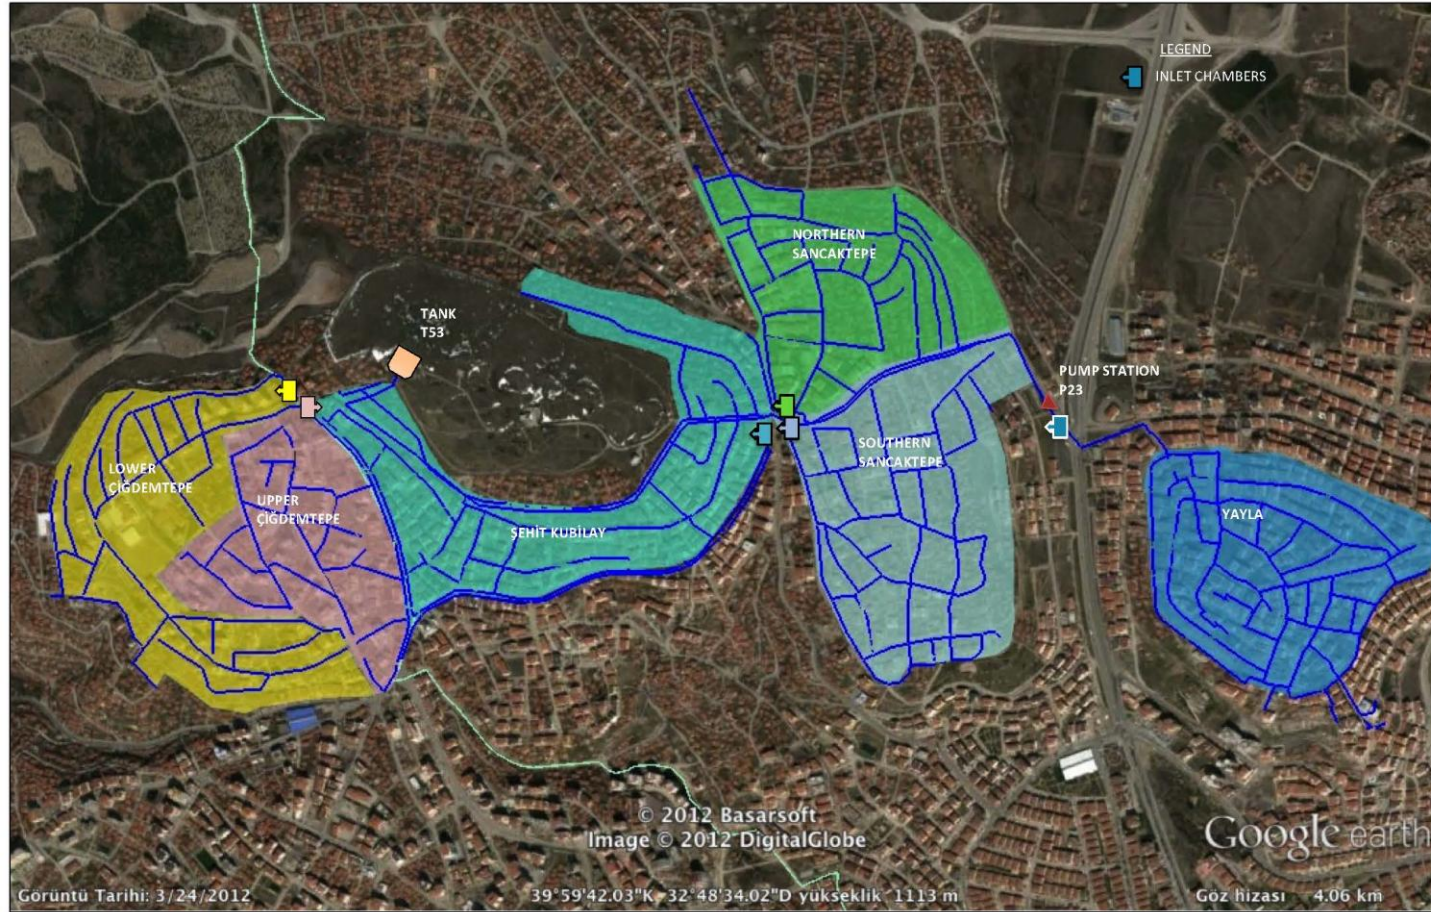 LEGEND
INLET CHAMBERS
NORTHERN
SANCAKTEPE
TANK
T53
PUMP STATION
P23
LOWER
ÇİĞDEMTEPE
UPPER
ÇİĞDEMTEPE
ŞEHİT KUBİLAY
SOUTHERN
SANCAKTEPE
YAYLA
© 2012 Basarsoft
Image © 2012 DigitalGlobe
Google earth
Görüntü Tarihi: 3/24/2012
39°59'42.03"K 32°48'34.02"D yükseklik 1113 m
Göz hizası 4.06 km